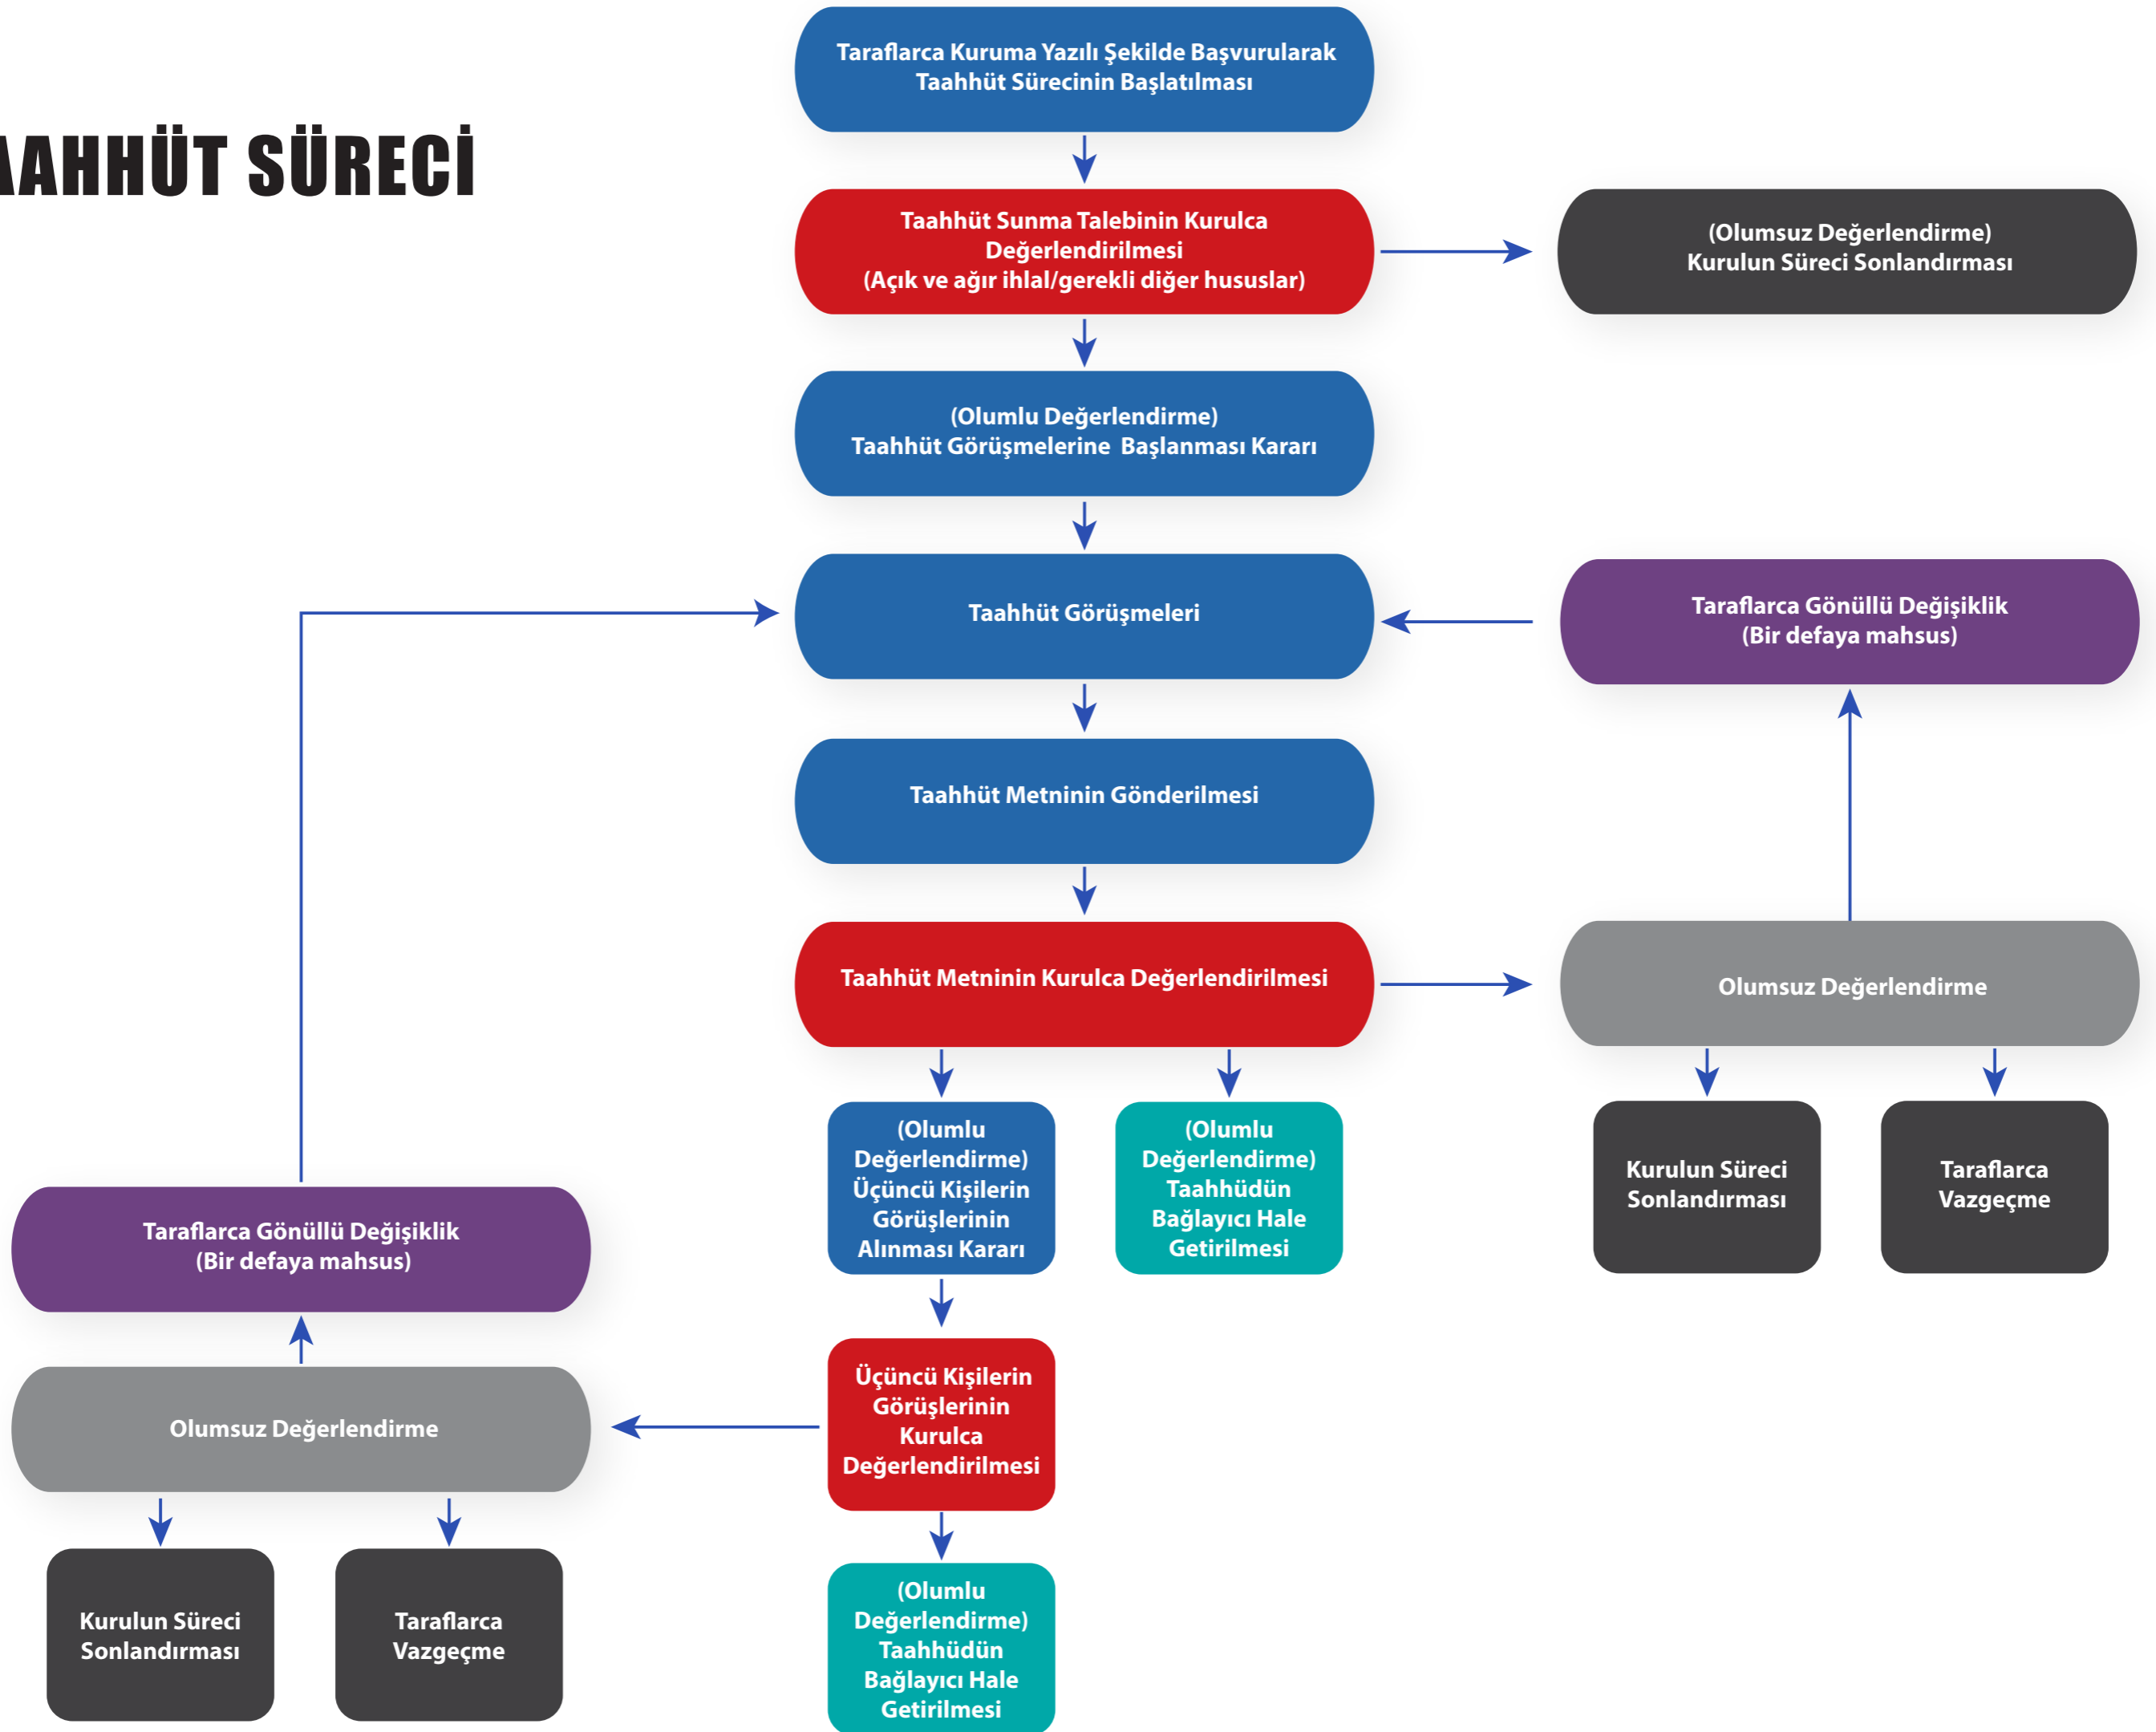 AAHHÜT SÜRECİ
Taraflarca Kuruma Yazılı Şekilde Başvurularak
Taahhüt Sürecinin Başlatılması
Taahhüt Sunma Talebinin Kurulca
Değerlendirilmesi
(Açık ve ağır ihlal/gerekli diğer hususlar)
(Olumsuz Değerlendirme)
Kurulun Süreci Sonlandırması
(Olumlu Değerlendirme)
Taahhüt Görüşmelerine Başlanması Kararı
Taahhüt Görüşmeleri
Taraflarca Gönüllü Değişiklik
(Bir defaya mahsus)
Taahhüt Metninin Gönderilmesi
Taahhüt Metninin Kurulca Değerlendirilmesi
Olumsuz Değerlendirme
(Olumlu
Değerlendirme)
Üçüncü Kişilerin
Görüşlerinin
Alınması Kararı
(Olumlu
Değerlendirme)
Taahhüdün
Bağlayıcı Hale
Getirilmesi
Kurulun Süreci
Sonlandırması
Taraflarca
Vazgeçme
Taraflarca Gönüllü Değişiklik
(Bir defaya mahsus)
Üçüncü Kişilerin
Görüşlerinin
Kurulca
Değerlendirilmesi
Olumsuz Değerlendirme
Kurulun Süreci
Sonlandırması
Taraflarca
Vazgeçme
(Olumlu
Değerlendirme)
Taahhüdün
Bağlayıcı Hale
Getirilmesi